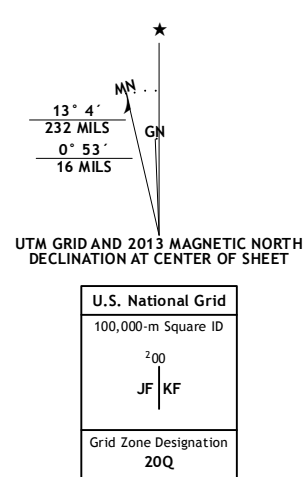 ★
MN
13° 4´
232 MILS
GN
0° 53´
16 MILS
UTM GRID AND 2013 MAGNETIC NORTH
DECLINATION AT CENTER OF SHEET
U.S. National Grid
100,000-m Square ID
²00
JF KF
Grid Zone Designation
20Q